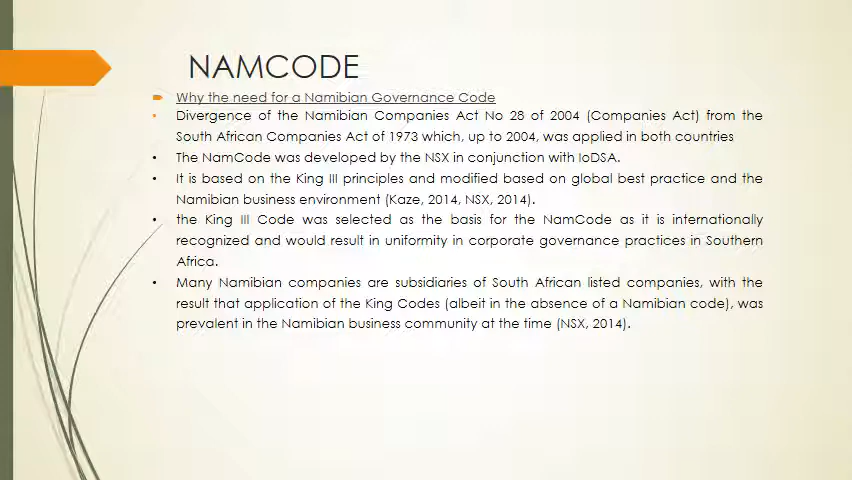 NAMCODE
Why the need for a Namibian Governance Code
Divergence of the Namibian Companies Act No 28 of 2004 (Companies Act) from the
South African Companies Act of 1973 which, up to 2004, was applied in both countries
• The NamCode was developed by the NSX in conjunction with IoDSA.
• It is based on the King III principles and modified based on global best practice and the
Namibian business environment (Kaze, 2014, NSX, 2014).
• the King III Code was selected as the basis for the NamCode as it is internationally
recognized and would result in uniformity in corporate governance practices in Southern
Africa.
• Many Namibian companies are subsidiaries of South African listed companies, with the
result that application of the King Codes (albeit in the absence of a Namibian code), was
prevalent in the Namibian business community at the time (NSX, 2014).